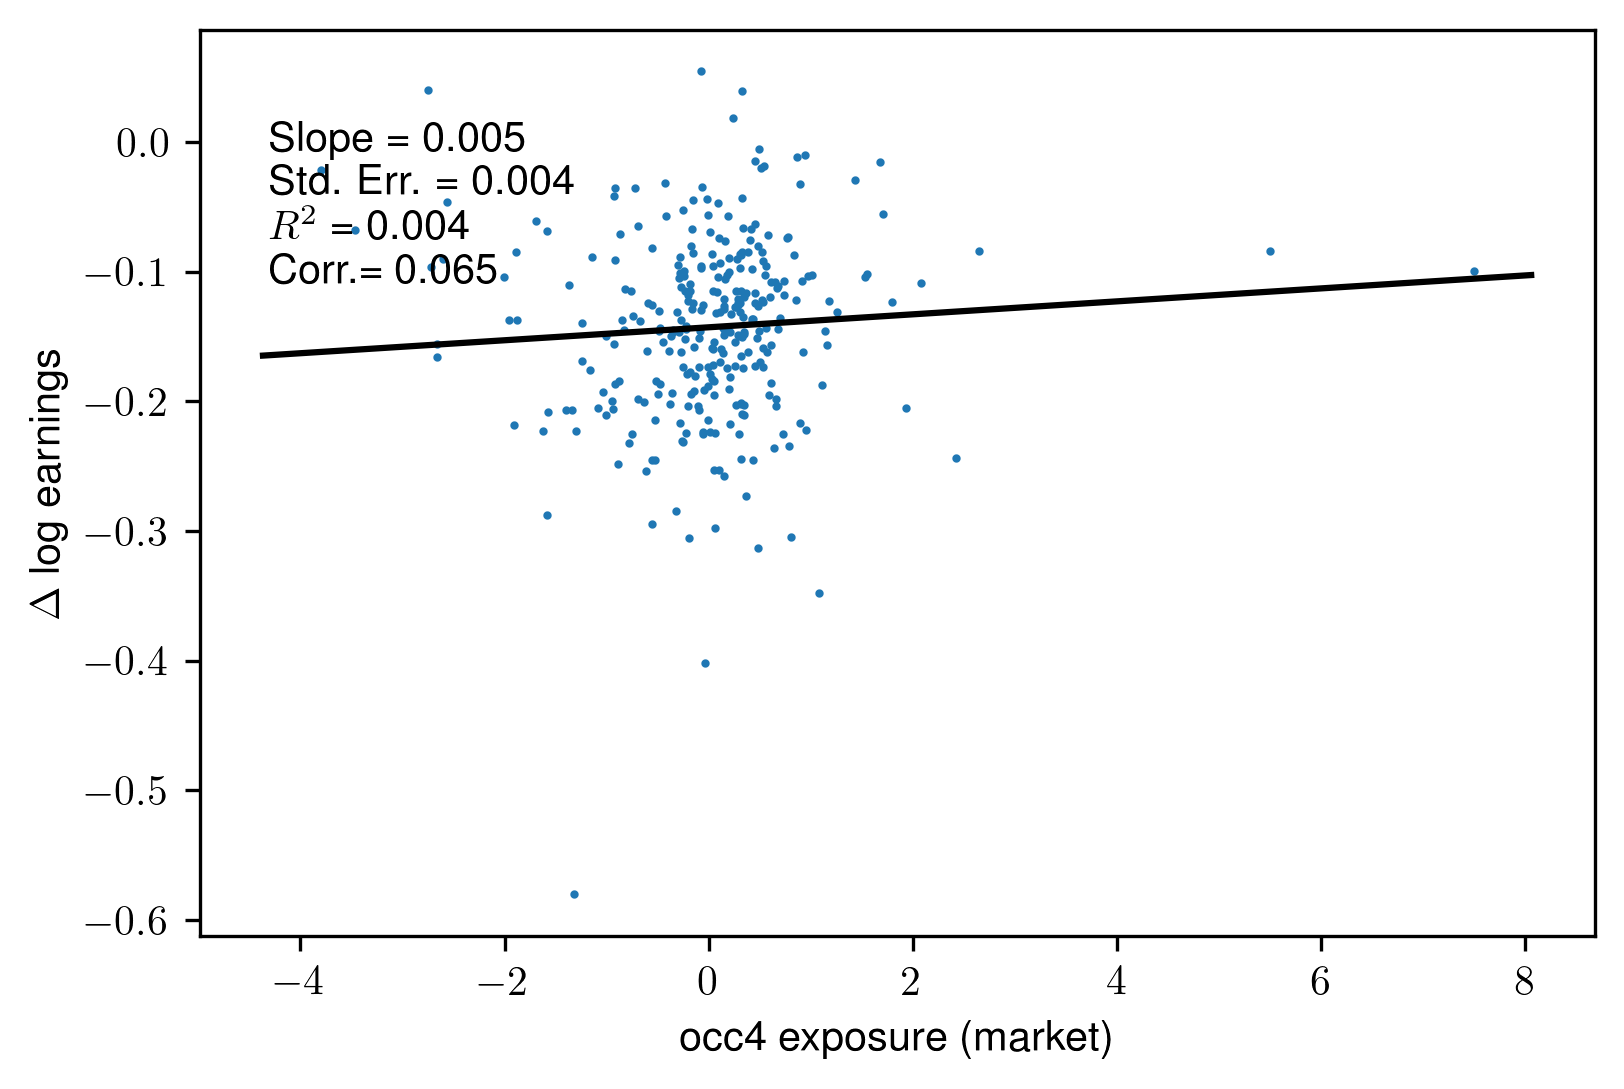 Slope = 0.005
Std. Err. = 0.004
R² = 0.004
Corr.= 0.065
0.0
−0.1
−0.2
−0.3
−0.4
−0.5
−0.6
Δ log earnings
−4
−2
0
2
4
6
8
occ4 exposure (market)